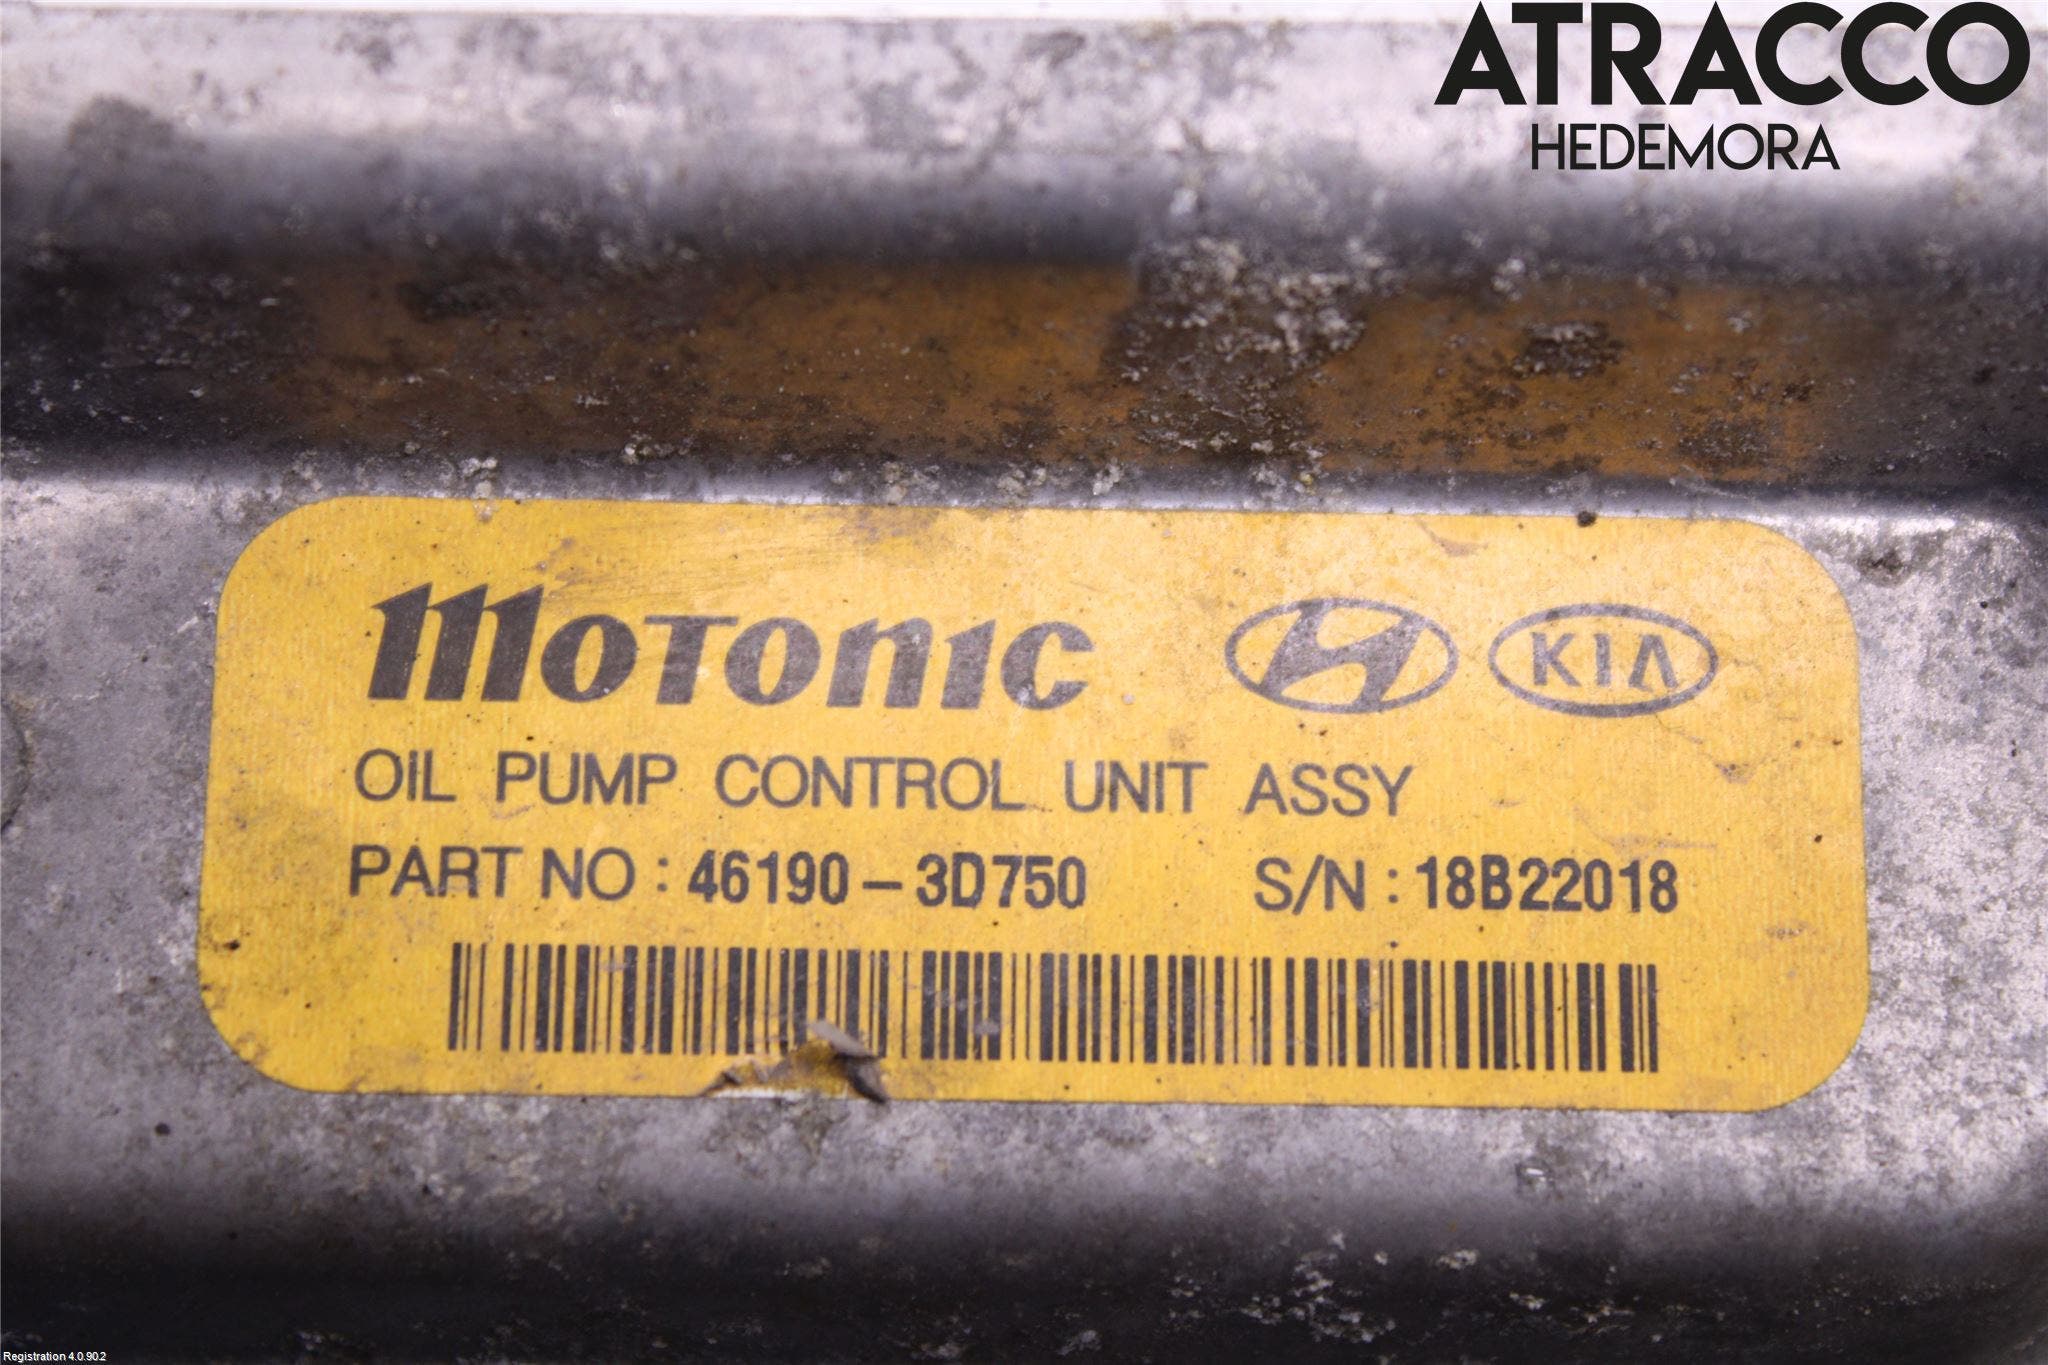 ATRACCO
HEDEMORA
MOTONIC KIA
OIL PUMP CONTROL UNIT ASSY
PART NO : 46190-3D750 S/N : 18B22018
Registration 4.0.90.2